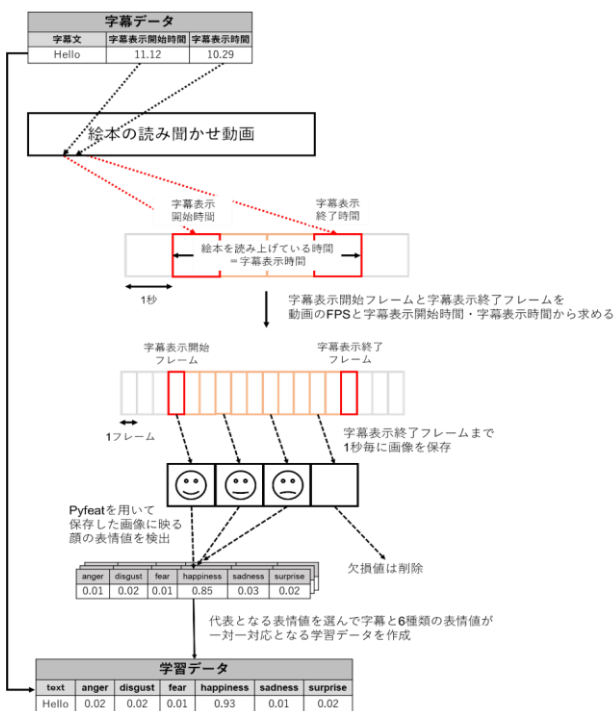 字幕データ
字幕文 字幕表示開始時間 字幕表示時間
Hello 11.12 10.29
絵本の読み聞かせ動画
字幕表示
開始時間
字幕表示
終了時間
絵本を読み上げている時間
＝字幕表示時間
1秒
字幕表示開始フレームと字幕表示終了フレームを
動画のFPSと字幕表示開始時間・字幕表示時間から求める
字幕表示開始
フレーム
字幕表示終了
フレーム
1フレーム
字幕表示終了フレームまで
1秒毎に画像を保存
Pyfeatを用いて
保存した画像に映る
顔の表情値を検出
欠損値は削除
anger disgust fear happiness sadness surprise
0.01 0.02 0.01 0.85 0.03 0.02
代表となる表情値を選んで字幕と6種類の表情値が
一対一対応となる学習データを作成
学習データ
text anger disgust fear happiness sadness surprise
Hello 0.02 0.02 0.01 0.93 0.01 0.02